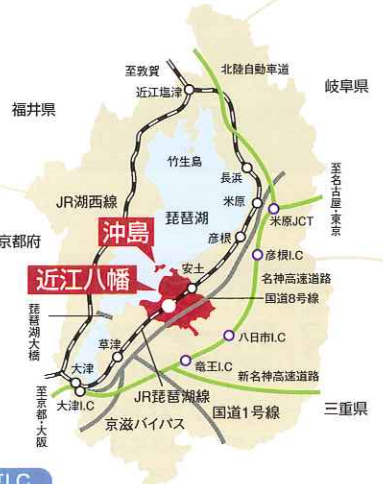 至敦賀
北陸自動車道
近江塩津
岐阜県
福井県
竹生島
長浜
至名古屋・東京
JR湖西線
琵琶湖
米原
米原JCT
沖島
彦根
京都府
彦根I.C
近江八幡
安土
名神高速道路
国道8号線
琵琶湖大橋
八日市I.C
草津
竜王I.C
大津
新名神高速道路
至京都・大阪
大津I.C
JR琵琶湖線
国道1号線
三重県
京滋バイパス
I.C